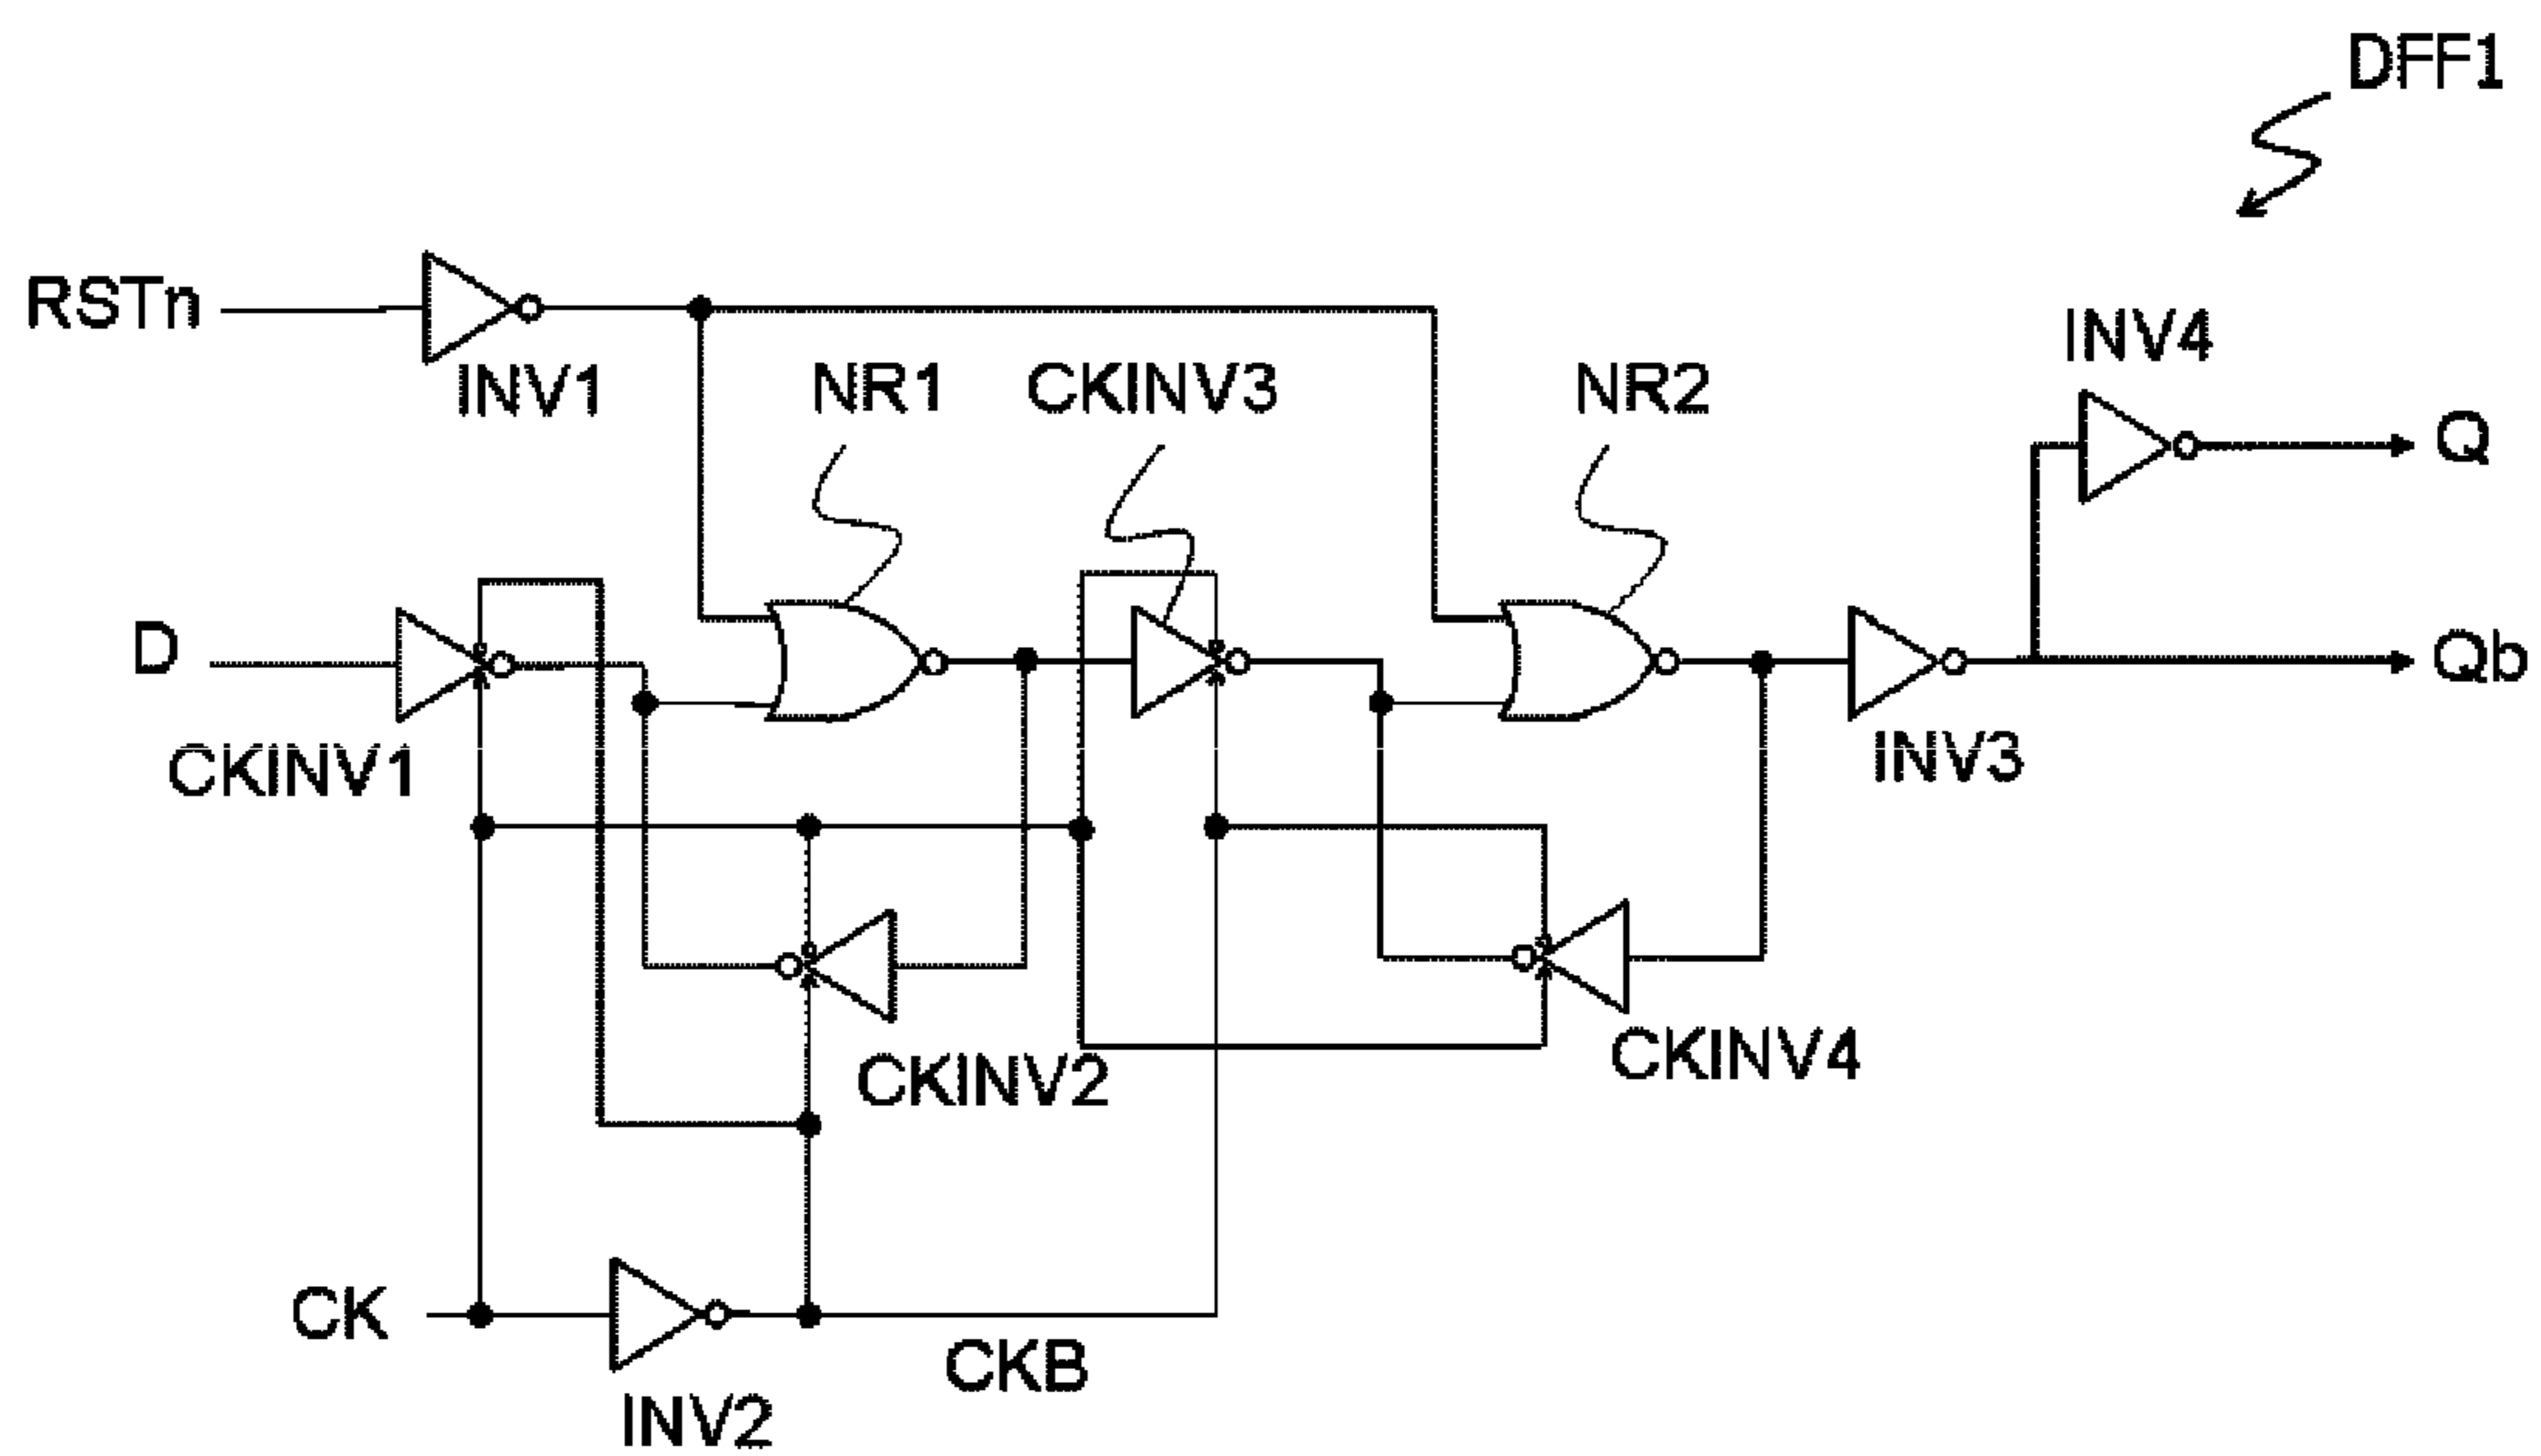 DFF1
RSTn
INV1
NR1
CKINV3
NR2
INV4
Q
D
CKINV1
Qb
INV3
CKINV2
CKINV4
CK
CKB
INV2